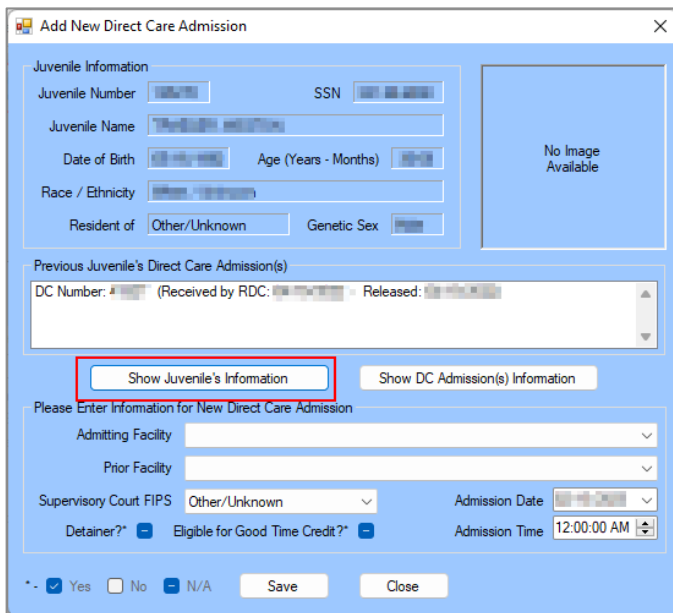 Add New Direct Care Admission
Juvenile Information
Juvenile Number SSN
Juvenile Name
Date of Birth Age (Years - Months)
Race / Ethnicity
Resident of Other/Unknown Genetic Sex
No Image
Available
Previous Juvenile's Direct Care Admission(s)
DC Number: (Received by RDC: Released:
Show Juvenile's Information Show DC Admission(s) Information
Please Enter Information for New Direct Care Admission
Admitting Facility
Prior Facility
Supervisory Court FIPS Other/Unknown Admission Date
Detainer?* Eligible for Good Time Credit?* Admission Time 12:00:00 AM
* - Yes No N/A Save Close